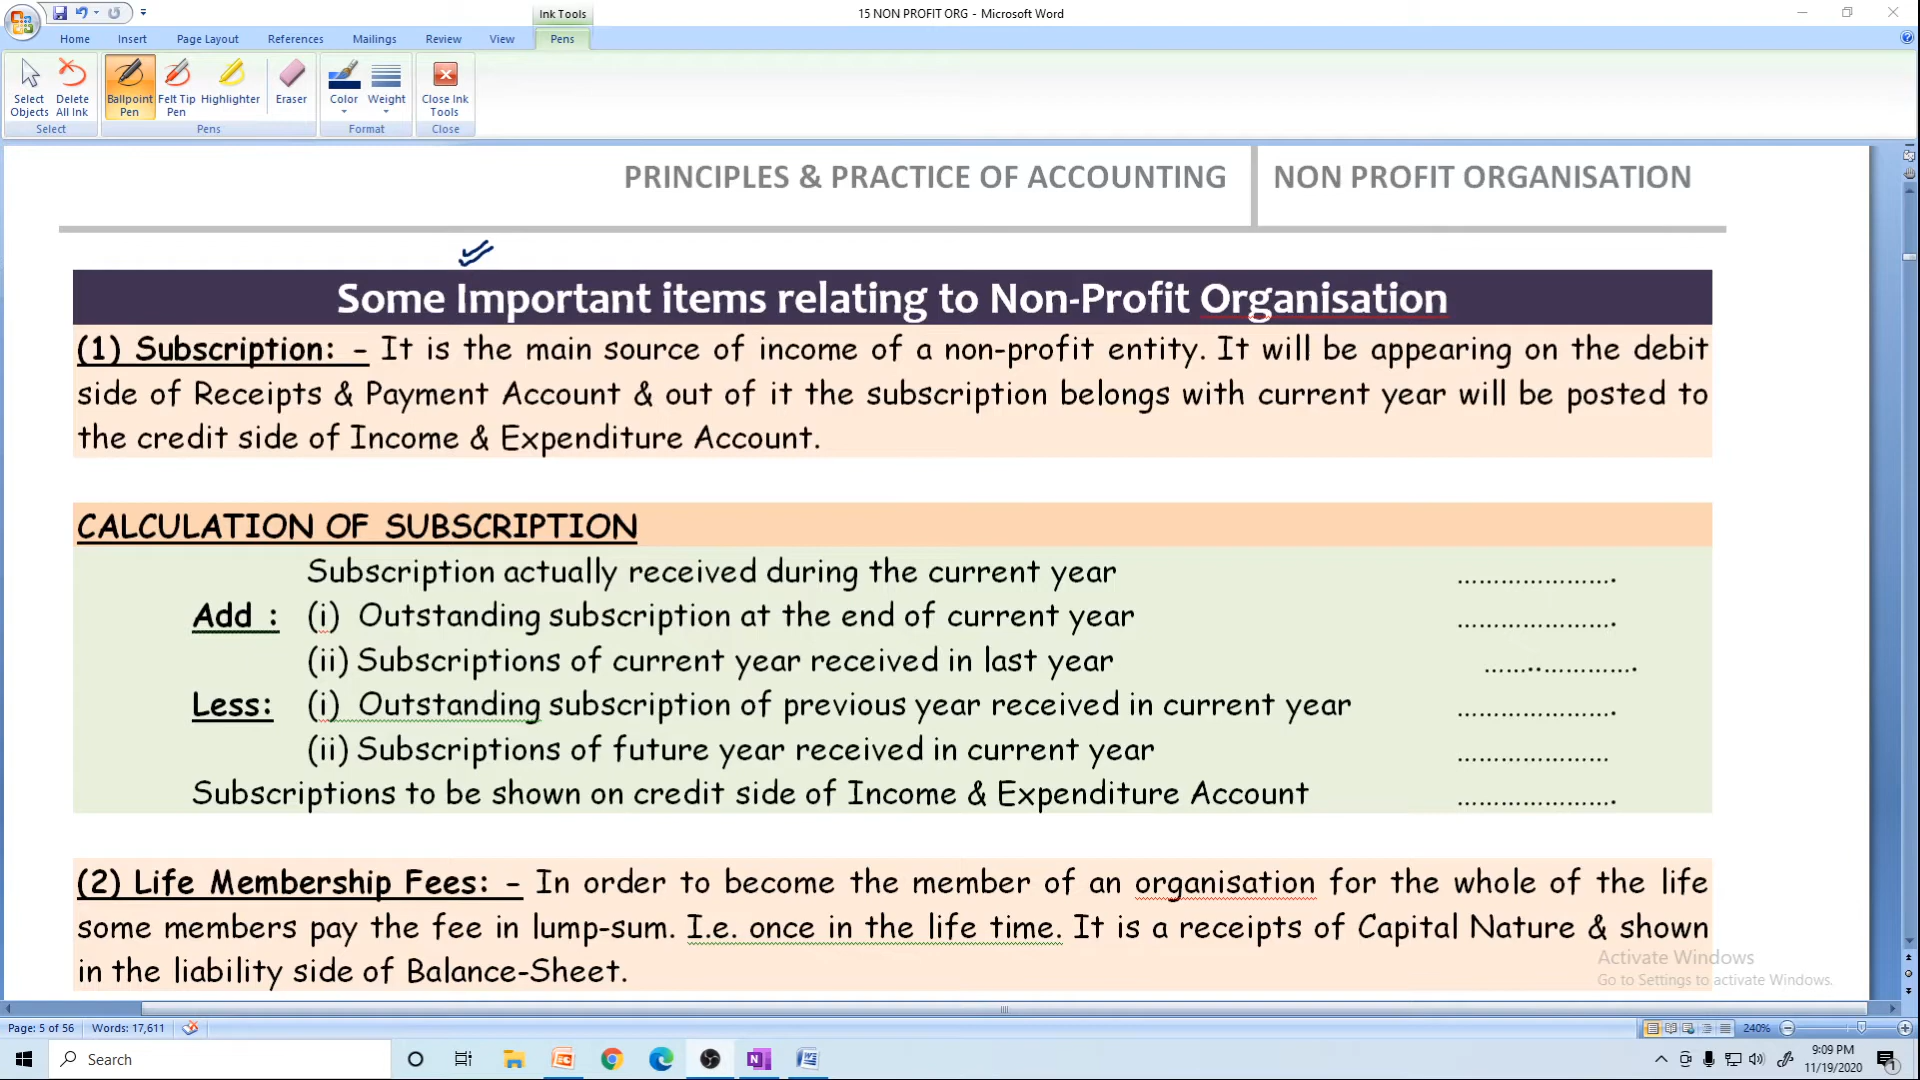 Ink Tools
15 NON PROFIT ORG - Microsoft Word
Home Insert Page Layout References Mailings Review View Pens
Select Objects
Delete All Ink
Ballpoint Pen
Felt Tip Pen
Highlighter
Eraser
Color
Weight
Close Ink Tools
Select Pens Format Close
PRINCIPLES & PRACTICE OF ACCOUNTING NON PROFIT ORGANISATION
Some Important items relating to Non-Profit Organisation
(1) Subscription: - It is the main source of income of a non-profit entity. It will be appearing on the debit
side of Receipts & Payment Account & out of it the subscription belongs with current year will be posted to
the credit side of Income & Expenditure Account.
CALCULATION OF SUBSCRIPTION
Subscription actually received during the current year ………………….
Add : (i) Outstanding subscription at the end of current year ………………….
(ii) Subscriptions of current year received in last year ……..………….
Less: (i) Outstanding subscription of previous year received in current year ………………….
(ii) Subscriptions of future year received in current year …………………
Subscriptions to be shown on credit side of Income & Expenditure Account ………………….
(2) Life Membership Fees: - In order to become the member of an organisation for the whole of the life
some members pay the fee in lump-sum. I.e. once in the life time. It is a receipts of Capital Nature & shown
in the liability side of Balance-Sheet.
Activate Windows
Go to Settings to activate Windows.
Page: 5 of 56 Words: 17,611 240%
Search
9:09 PM
11/19/2020